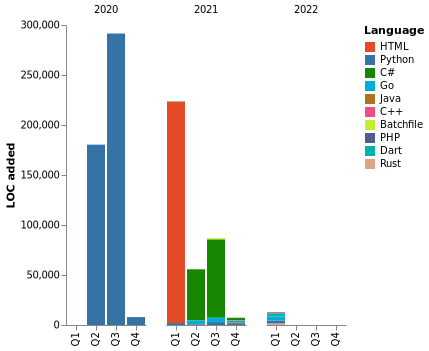 2020 2021 2022
Language
HTML
Python
C#
Go
Java
C++
Batchfile
PHP
Dart
Rust
LOC added
300,000
250,000
200,000
150,000
100,000
50,000
0
Q1 Q2 Q3 Q4 Q1 Q2 Q3 Q4 Q1 Q2 Q3 Q4